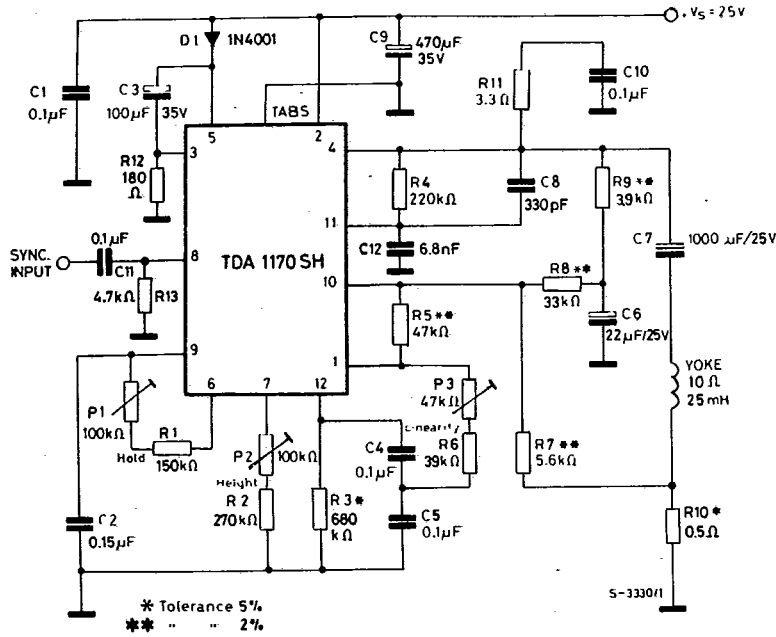 + Vs = 25V
D1 1N4001
C9 470µF
35V
C1
0.1µF
C3
100µF 35V
R11
3.3Ω
C10
0.1µF
TABS
5
2
3
4
R12
180
Ω
R4
220kΩ
C8
330pF
R9**
3.9kΩ
C7
1000 µF/25V
SYNC.
INPUT
0.1µF
C11
8
TDA 1170 SH
11
C12
6.8nF
10
R8**
33kΩ
4.7kΩ
R13
R5**
47kΩ
C6
22µF/25V
9
1
YOKE
10Ω
25mH
6
7
12
P1
100kΩ
Hold
R1
150kΩ
P2
100kΩ
Height
R2
270kΩ
R3*
680
kΩ
P3
47kΩ
Linearity
R6
39kΩ
C4
0.1µF
C5
0.1µF
R7**
5.6kΩ
C2
0.15µF
R10*
0.5Ω
S-3330/1
* Tolerance 5%
** " " 2%